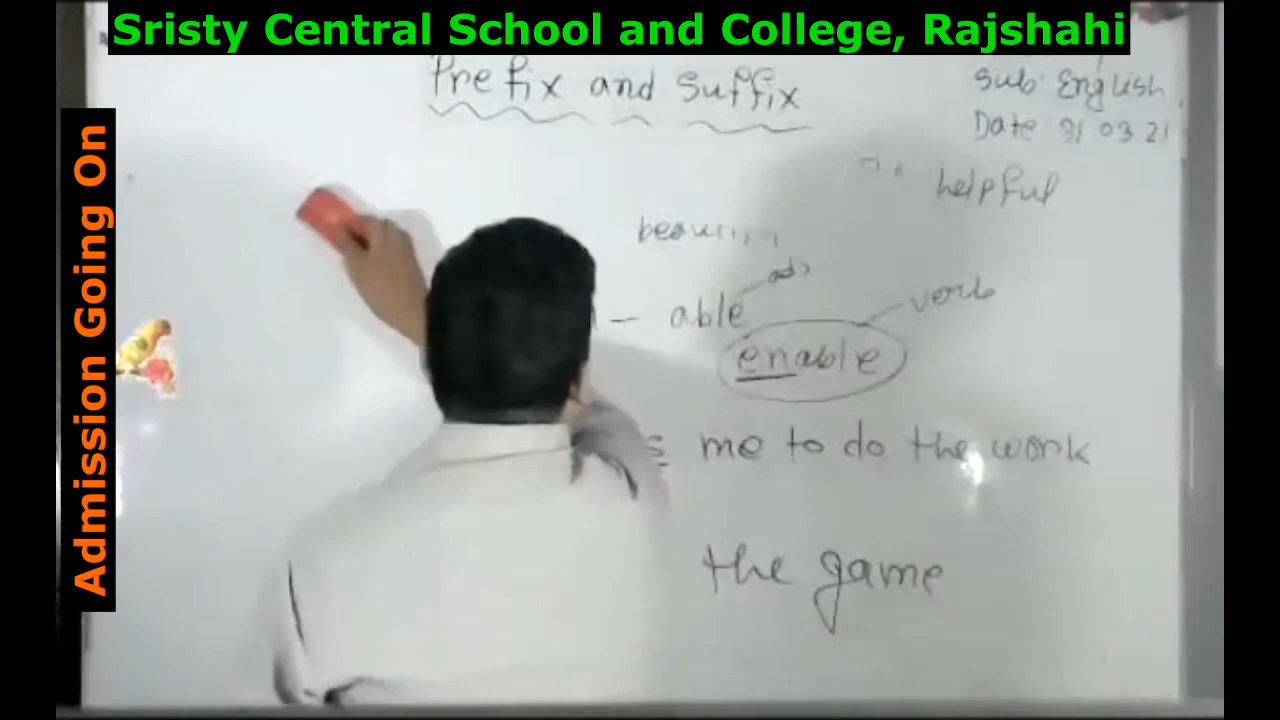 Sristy Central School and College, Rajshahi
Admission Going On
Prefix and Suffix
Sub: English
Date 31 03 21
helpful
adj
— able
verb
enable
me to do the work
the game